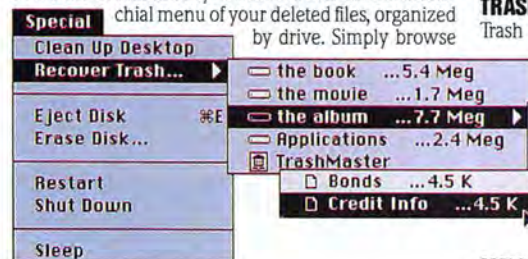 chial menu of your deleted files, organized
by drive. Simply browse
TRAS
Trash
Special
Clean Up Desktop
Recover Trash...
Eject Disk ⌘E
Erase Disk...
Restart
Shut Down
Sleep
the book ...5.4 Meg
the movie ...1.7 Meg
the album ...7.7 Meg
Applications ...2.4 Meg
TrashMaster
Bonds ...4.5 K
Credit Info ...4.5 K